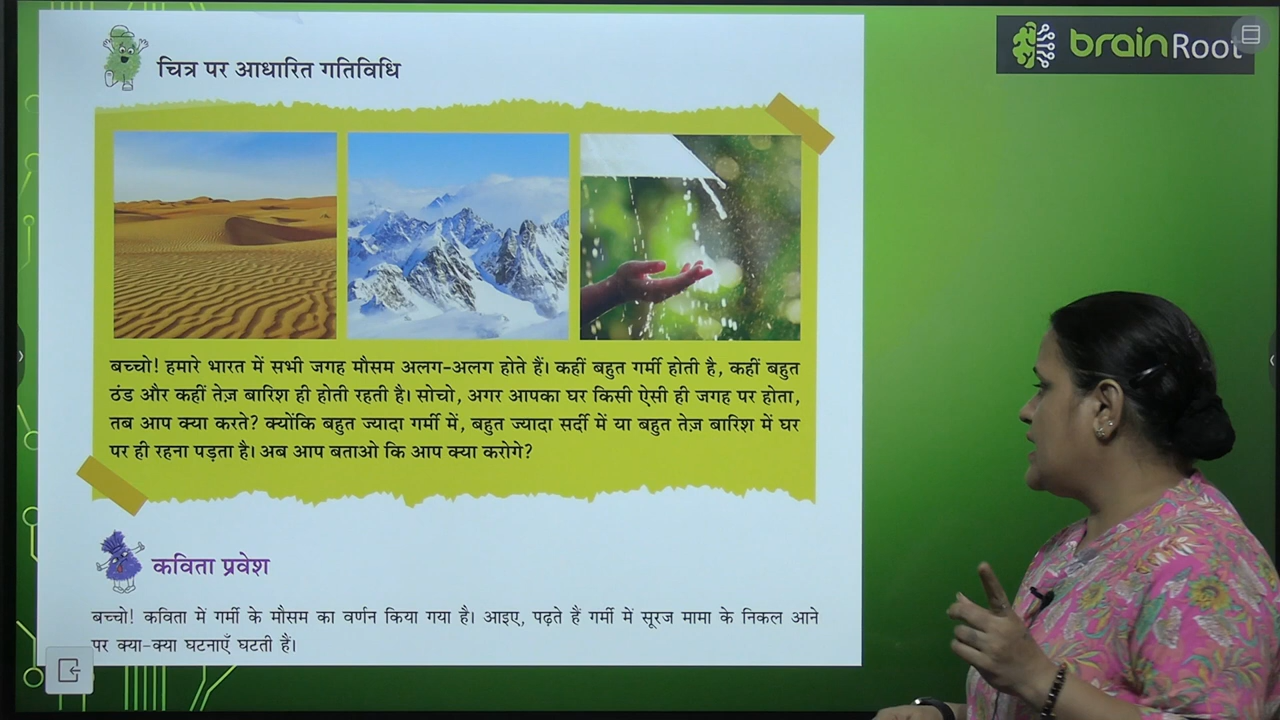 brainRoot
चित्र पर आधारित गतिविधि
बच्चो! हमारे भारत में सभी जगह मौसम अलग-अलग होते हैं। कहीं बहुत गर्मी होती है, कहीं बहुत
ठंड और कहीं तेज़ बारिश ही होती रहती है। सोचो, अगर आपका घर किसी ऐसी ही जगह पर होता,
तब आप क्या करते? क्योंकि बहुत ज्यादा गर्मी में, बहुत ज्यादा सर्दी में या बहुत तेज़ बारिश में घर
पर ही रहना पड़ता है। अब आप बताओ कि आप क्या करोगे?
कविता प्रवेश
बच्चो! कविता में गर्मी के मौसम का वर्णन किया गया है। आइए, पढ़ते हैं गर्मी में सूरज मामा के निकल आने
पर क्या-क्या घटनाएँ घटती हैं।